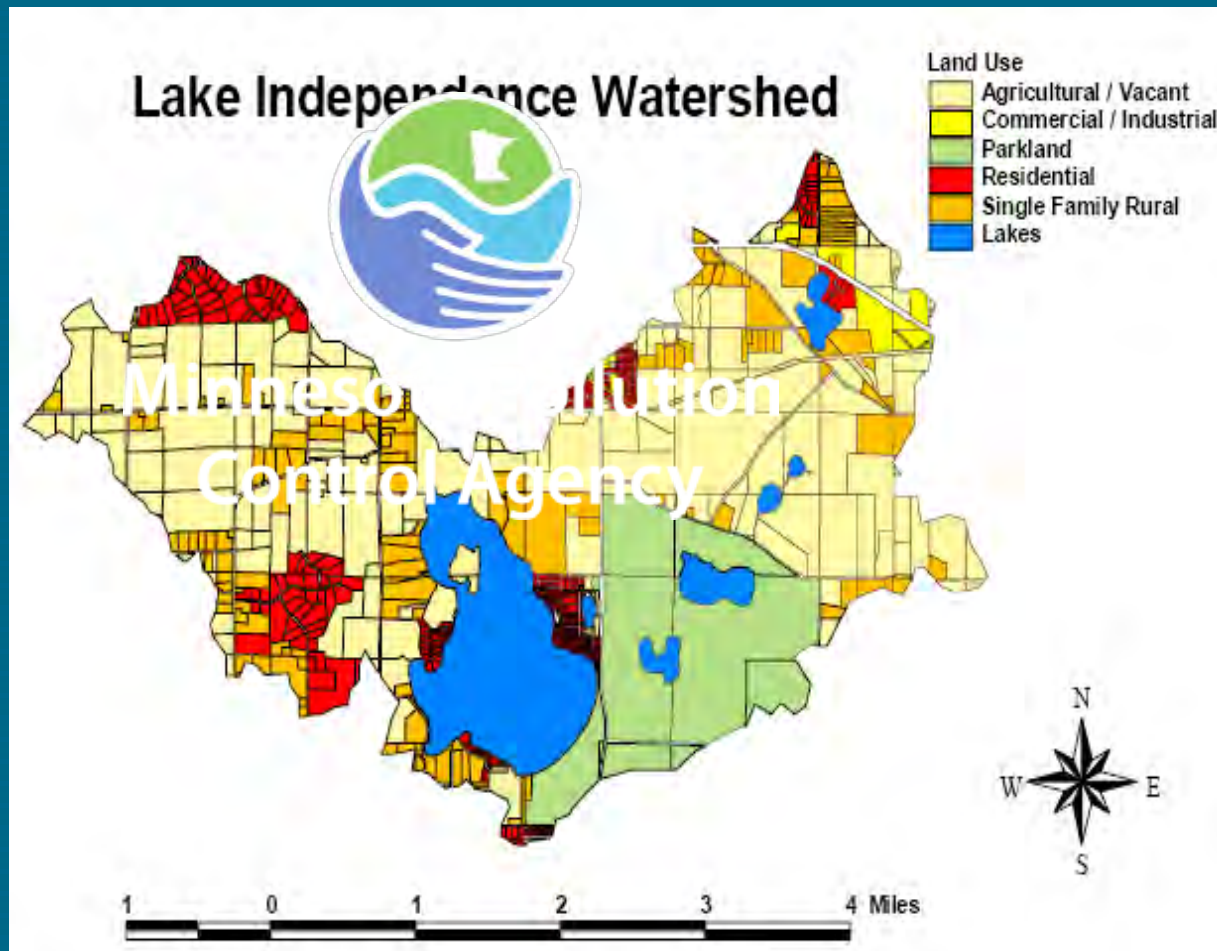 Lake Independence Watershed
Land Use
Agricultural / Vacant
Commercial / Industrial
Parkland
Residential
Single Family Rural
Lakes
Minnesota Pollution
Control Agency
N
W E
S
1 0 1 2 3 4 Miles